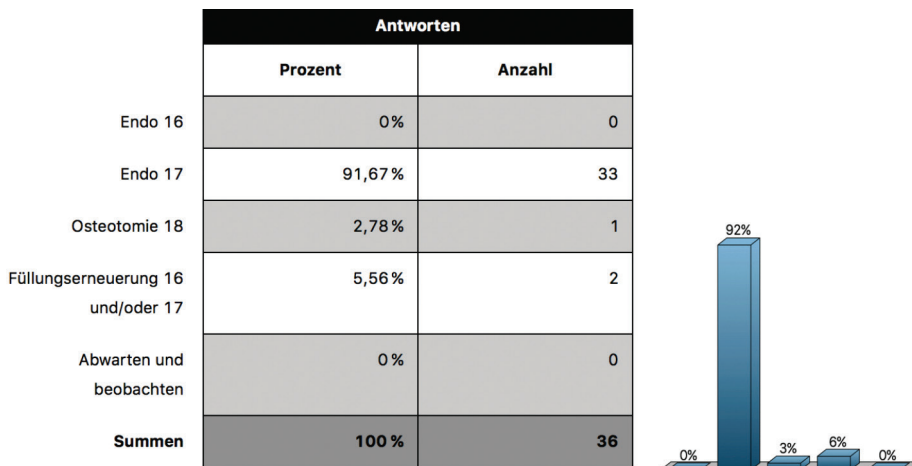 Antworten
Prozent Anzahl
Endo 16 0 % 0
Endo 17 91,67 % 33
Osteotomie 18 2,78 % 1
Füllungserneuerung 16 5,56 % 2
und/oder 17
Abwarten und 0 % 0
beobachten
Summen 100 % 36
92%
0% 3% 6% 0%